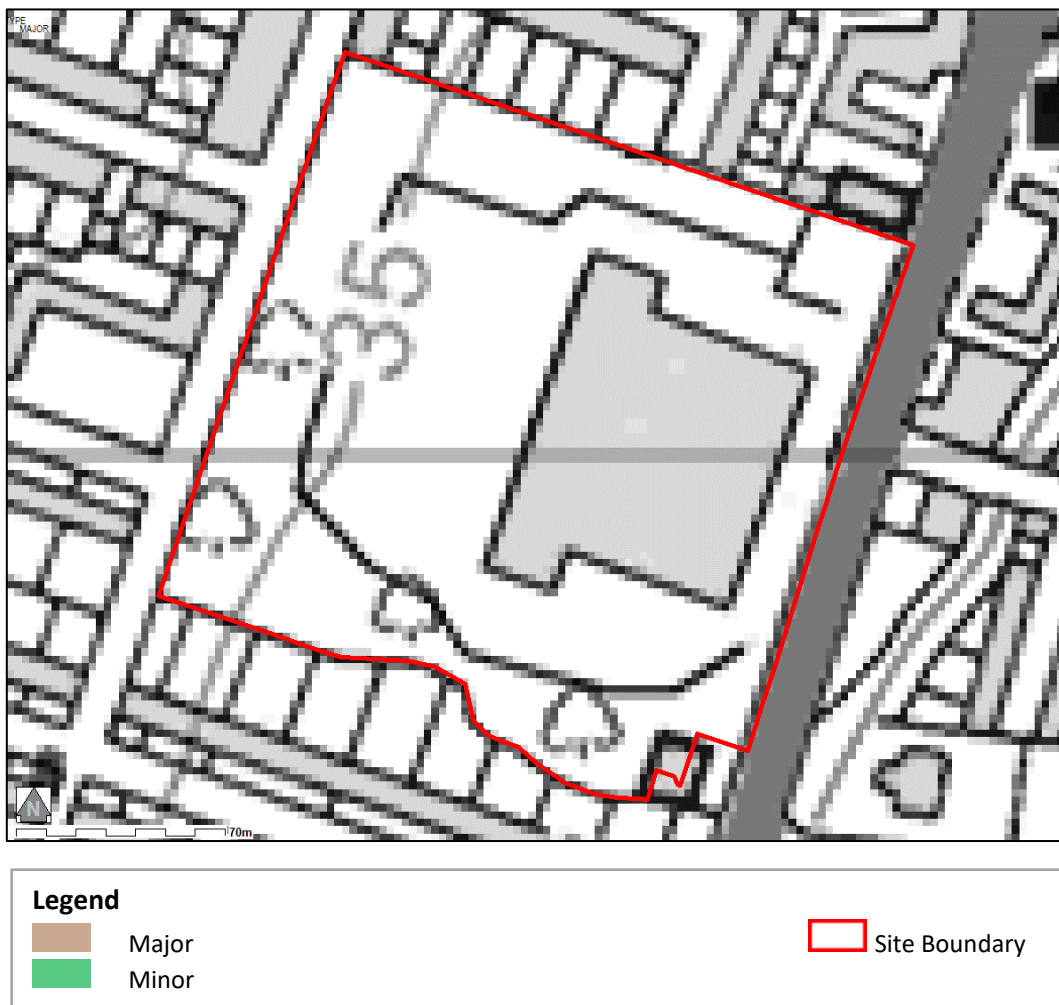 YPE
MAJOR
35
N
70m
Legend
Major
Minor
Site Boundary